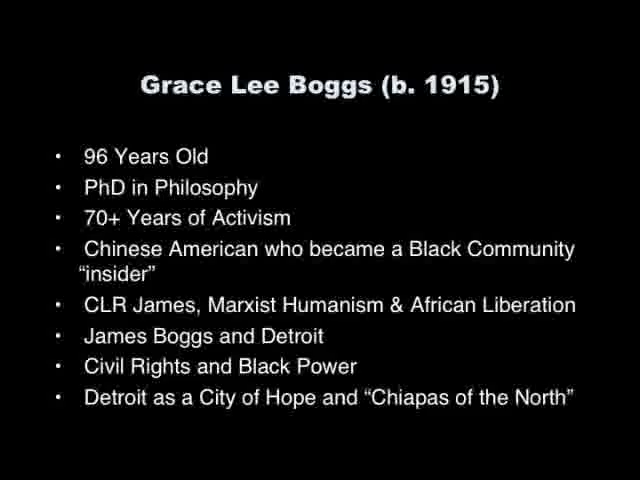 Grace Lee Boggs (b. 1915)
• 96 Years Old
• PhD in Philosophy
• 70+ Years of Activism
• Chinese American who became a Black Community
“insider”
• CLR James, Marxist Humanism & African Liberation
• James Boggs and Detroit
• Civil Rights and Black Power
• Detroit as a City of Hope and “Chiapas of the North”